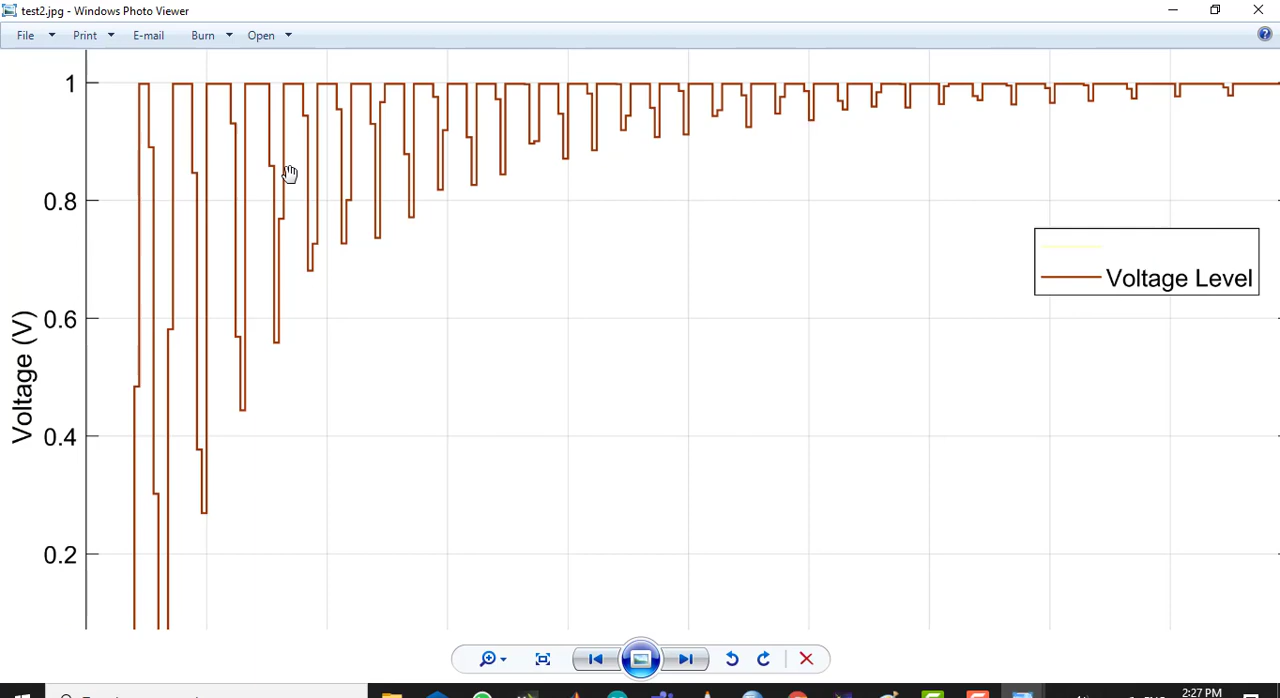 test2.jpg - Windows Photo Viewer
File Print E-mail Burn Open
1
0.8
0.6
0.4
0.2
Voltage (V)
Voltage Level
2:27 PM